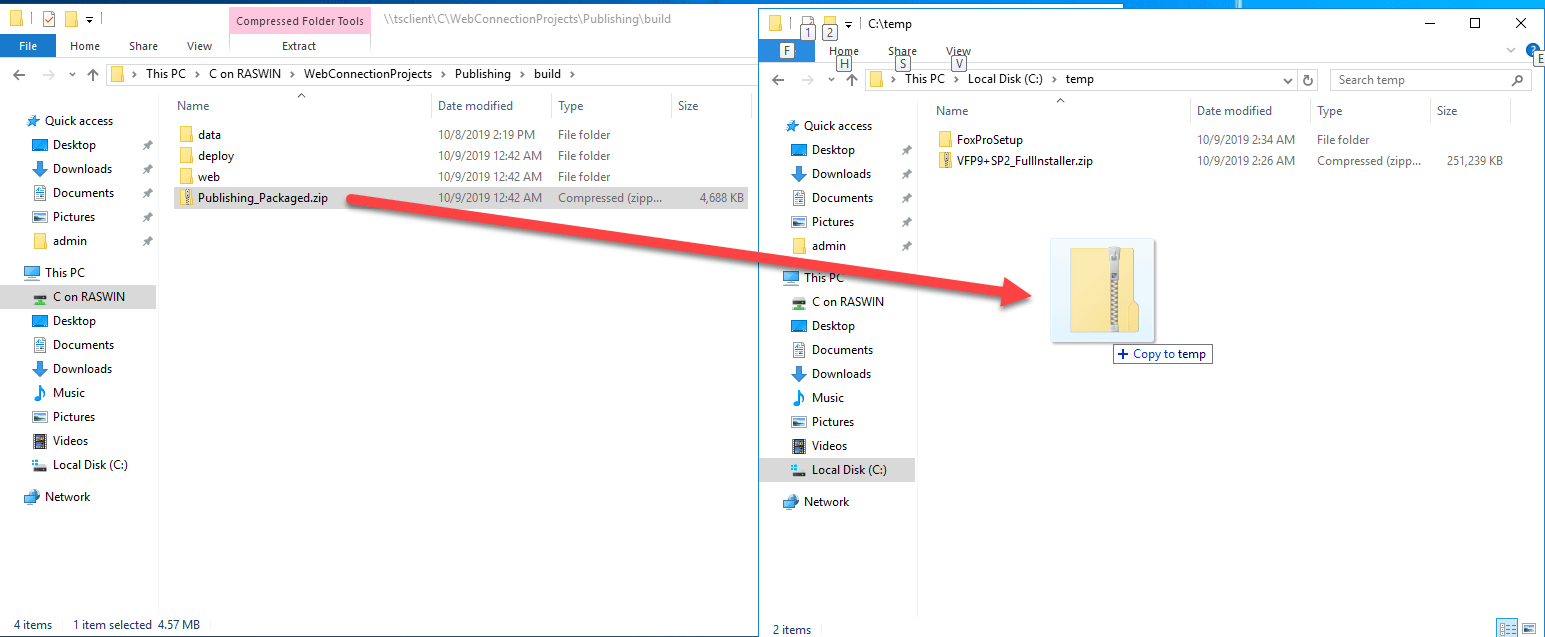 Compressed Folder Tools
\\tsclient\C\WebConnectionProjects\Publishing\build
File Home Share View Extract
This PC > C on RASWIN > WebConnectionProjects > Publishing > build >
Name Date modified Type Size
Quick access
Desktop
Downloads
Documents
Pictures
admin
This PC
C on RASWIN
Desktop
Documents
Downloads
Music
Pictures
Videos
Local Disk (C:)
Network
data 10/8/2019 2:19 PM File folder
deploy 10/9/2019 12:42 AM File folder
web 10/9/2019 12:42 AM File folder
Publishing_Packaged.zip 10/9/2019 12:42 AM Compressed (zipp... 4,688 KB
4 items 1 item selected 4.57 MB
1 2 C:\temp
F Home Share View ? E
H S V
This PC > Local Disk (C:) > temp
Search temp
Name Date modified Type Size
Quick access
Desktop
Downloads
Documents
Pictures
admin
This PC
C on RASWIN
Desktop
Documents
Downloads
Music
Pictures
Videos
Local Disk (C:)
Network
FoxProSetup 10/9/2019 2:34 AM File folder
VFP9+SP2_FullInstaller.zip 10/9/2019 2:26 AM Compressed (zipp... 251,239 KB
+ Copy to temp
2 items